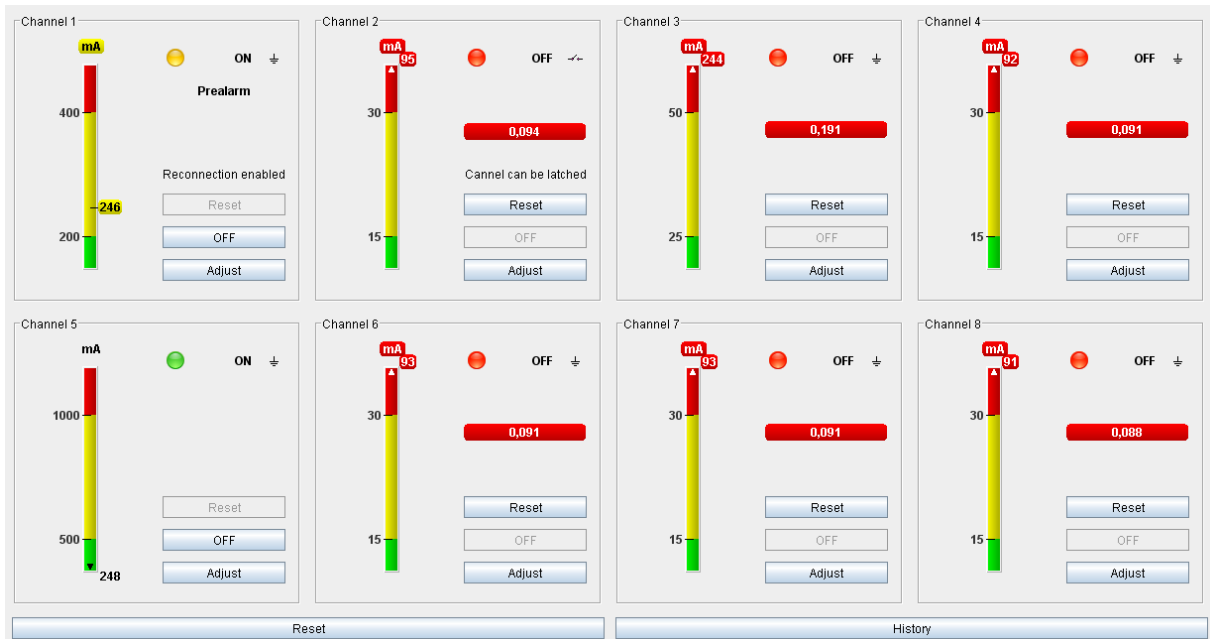 Channel 1
mA
ON
Prealarm
400
Reconnection enabled
Reset
246
200
OFF
Adjust
Channel 2
mA
95
OFF
30
0,094
Cannel can be latched
Reset
15
OFF
Adjust
Channel 3
mA
244
OFF
50
0,191
Reset
25
OFF
Adjust
Channel 4
mA
92
OFF
30
0,091
Reset
15
OFF
Adjust
Channel 5
mA
ON
1000
Reset
500
OFF
248
Adjust
Channel 6
mA
93
OFF
30
0,091
Reset
15
OFF
Adjust
Channel 7
mA
93
OFF
30
0,091
Reset
15
OFF
Adjust
Channel 8
mA
91
OFF
30
0,088
Reset
15
OFF
Adjust
Reset
History